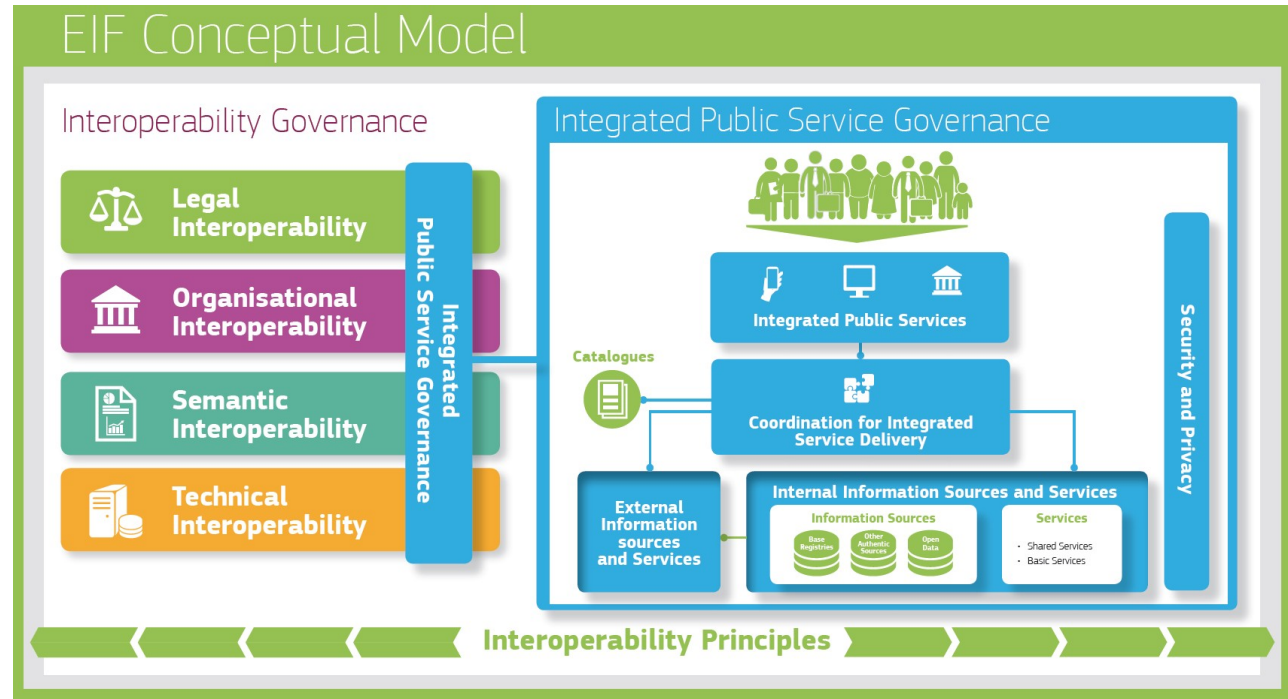 EIF Conceptual Model
Interoperability Governance
Legal
Interoperability
Organisational
Interoperability
Semantic
Interoperability
Technical
Interoperability
Integrated
Public Service Governance
Integrated Public Service Governance
Integrated Public Services
Catalogues
Coordination for Integrated
Service Delivery
External
Information
sources
and Services
Internal Information Sources and Services
Information Sources
Base
Registries
Other
Authentic
Sources
Open
Data
Services
• Shared Services
• Basic Services
Security and Privacy
Interoperability Principles